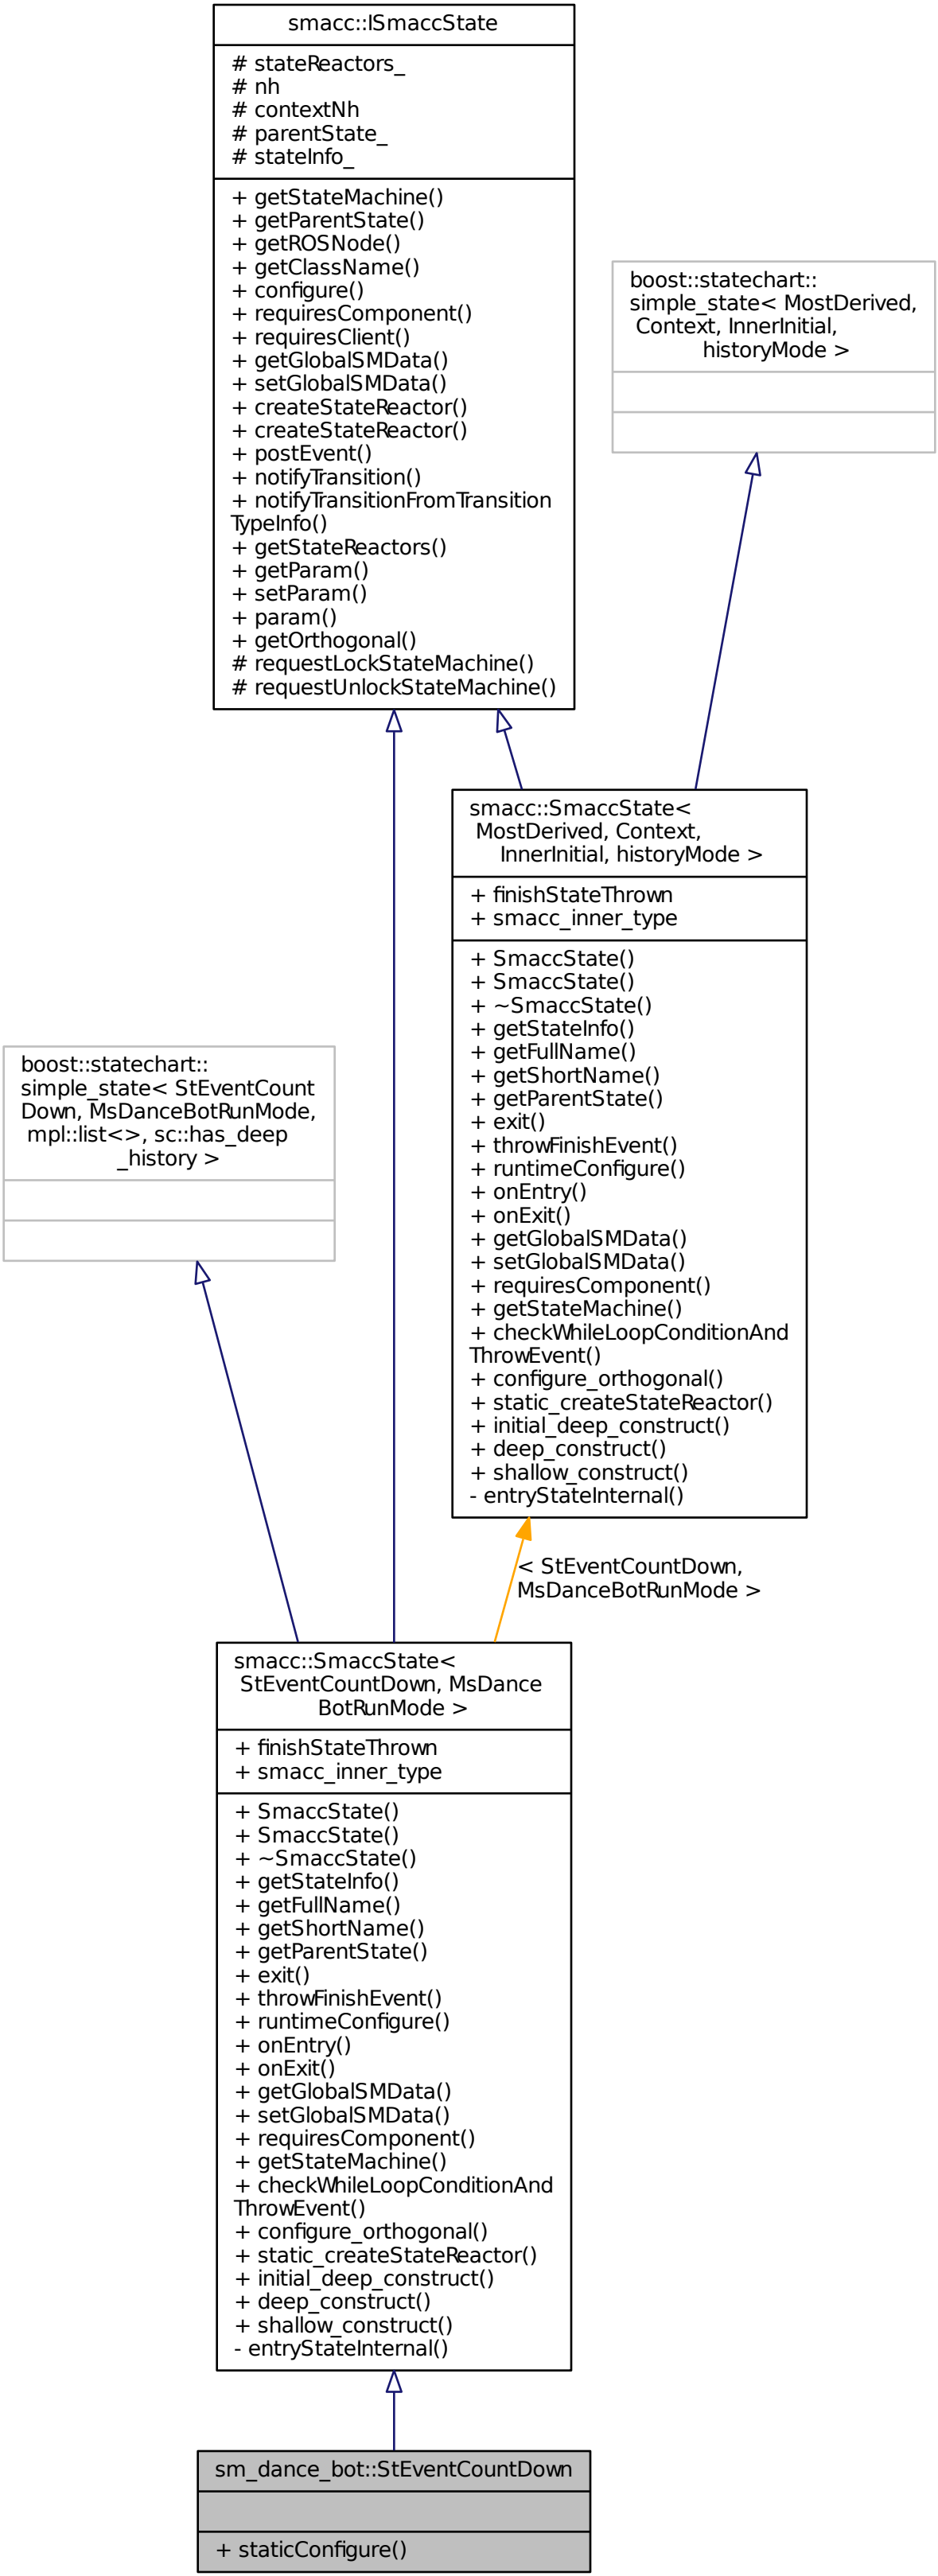 smacc::ISmaccState
# stateReactors_
# nh
# contextNh
# parentState_
# stateInfo_
+ getStateMachine()
+ getParentState()
+ getROSNode()
+ getClassName()
+ configure()
+ requiresComponent()
+ requiresClient()
+ getGlobalSMData()
+ setGlobalSMData()
+ createStateReactor()
+ createStateReactor()
+ postEvent()
+ notifyTransition()
+ notifyTransitionFromTransition
TypeInfo()
+ getStateReactors()
+ getParam()
+ setParam()
+ param()
+ getOrthogonal()
# requestLockStateMachine()
# requestUnlockStateMachine()
boost::statechart::
simple_state< MostDerived,
Context, InnerInitial,
historyMode >
smacc::SmaccState<
MostDerived, Context,
InnerInitial, historyMode >
+ finishStateThrown
+ smacc_inner_type
+ SmaccState()
+ SmaccState()
+ ~SmaccState()
+ getStateInfo()
+ getFullName()
+ getShortName()
+ getParentState()
+ exit()
+ throwFinishEvent()
+ runtimeConfigure()
+ onEntry()
+ onExit()
+ getGlobalSMData()
+ setGlobalSMData()
+ requiresComponent()
+ getStateMachine()
+ checkWhileLoopConditionAnd
ThrowEvent()
+ configure_orthogonal()
+ static_createStateReactor()
+ initial_deep_construct()
+ deep_construct()
+ shallow_construct()
- entryStateInternal()
boost::statechart::
simple_state< StEventCount
Down, MsDanceBotRunMode,
mpl::list<>, sc::has_deep
_history >
< StEventCountDown,
MsDanceBotRunMode >
smacc::SmaccState<
StEventCountDown, MsDance
BotRunMode >
+ finishStateThrown
+ smacc_inner_type
+ SmaccState()
+ SmaccState()
+ ~SmaccState()
+ getStateInfo()
+ getFullName()
+ getShortName()
+ getParentState()
+ exit()
+ throwFinishEvent()
+ runtimeConfigure()
+ onEntry()
+ onExit()
+ getGlobalSMData()
+ setGlobalSMData()
+ requiresComponent()
+ getStateMachine()
+ checkWhileLoopConditionAnd
ThrowEvent()
+ configure_orthogonal()
+ static_createStateReactor()
+ initial_deep_construct()
+ deep_construct()
+ shallow_construct()
- entryStateInternal()
sm_dance_bot::StEventCountDown
+ staticConfigure()